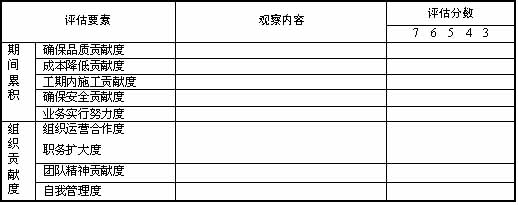 评估要素 观察内容 评估分数
7 6 5 4 3
期间累积
确保品质贡献度
成本降低贡献度
工期内施工贡献度
确保安全贡献度
业务实行努力度
组织贡献度
组织运营合作度
职务扩大度
团队精神贡献度
自我管理度